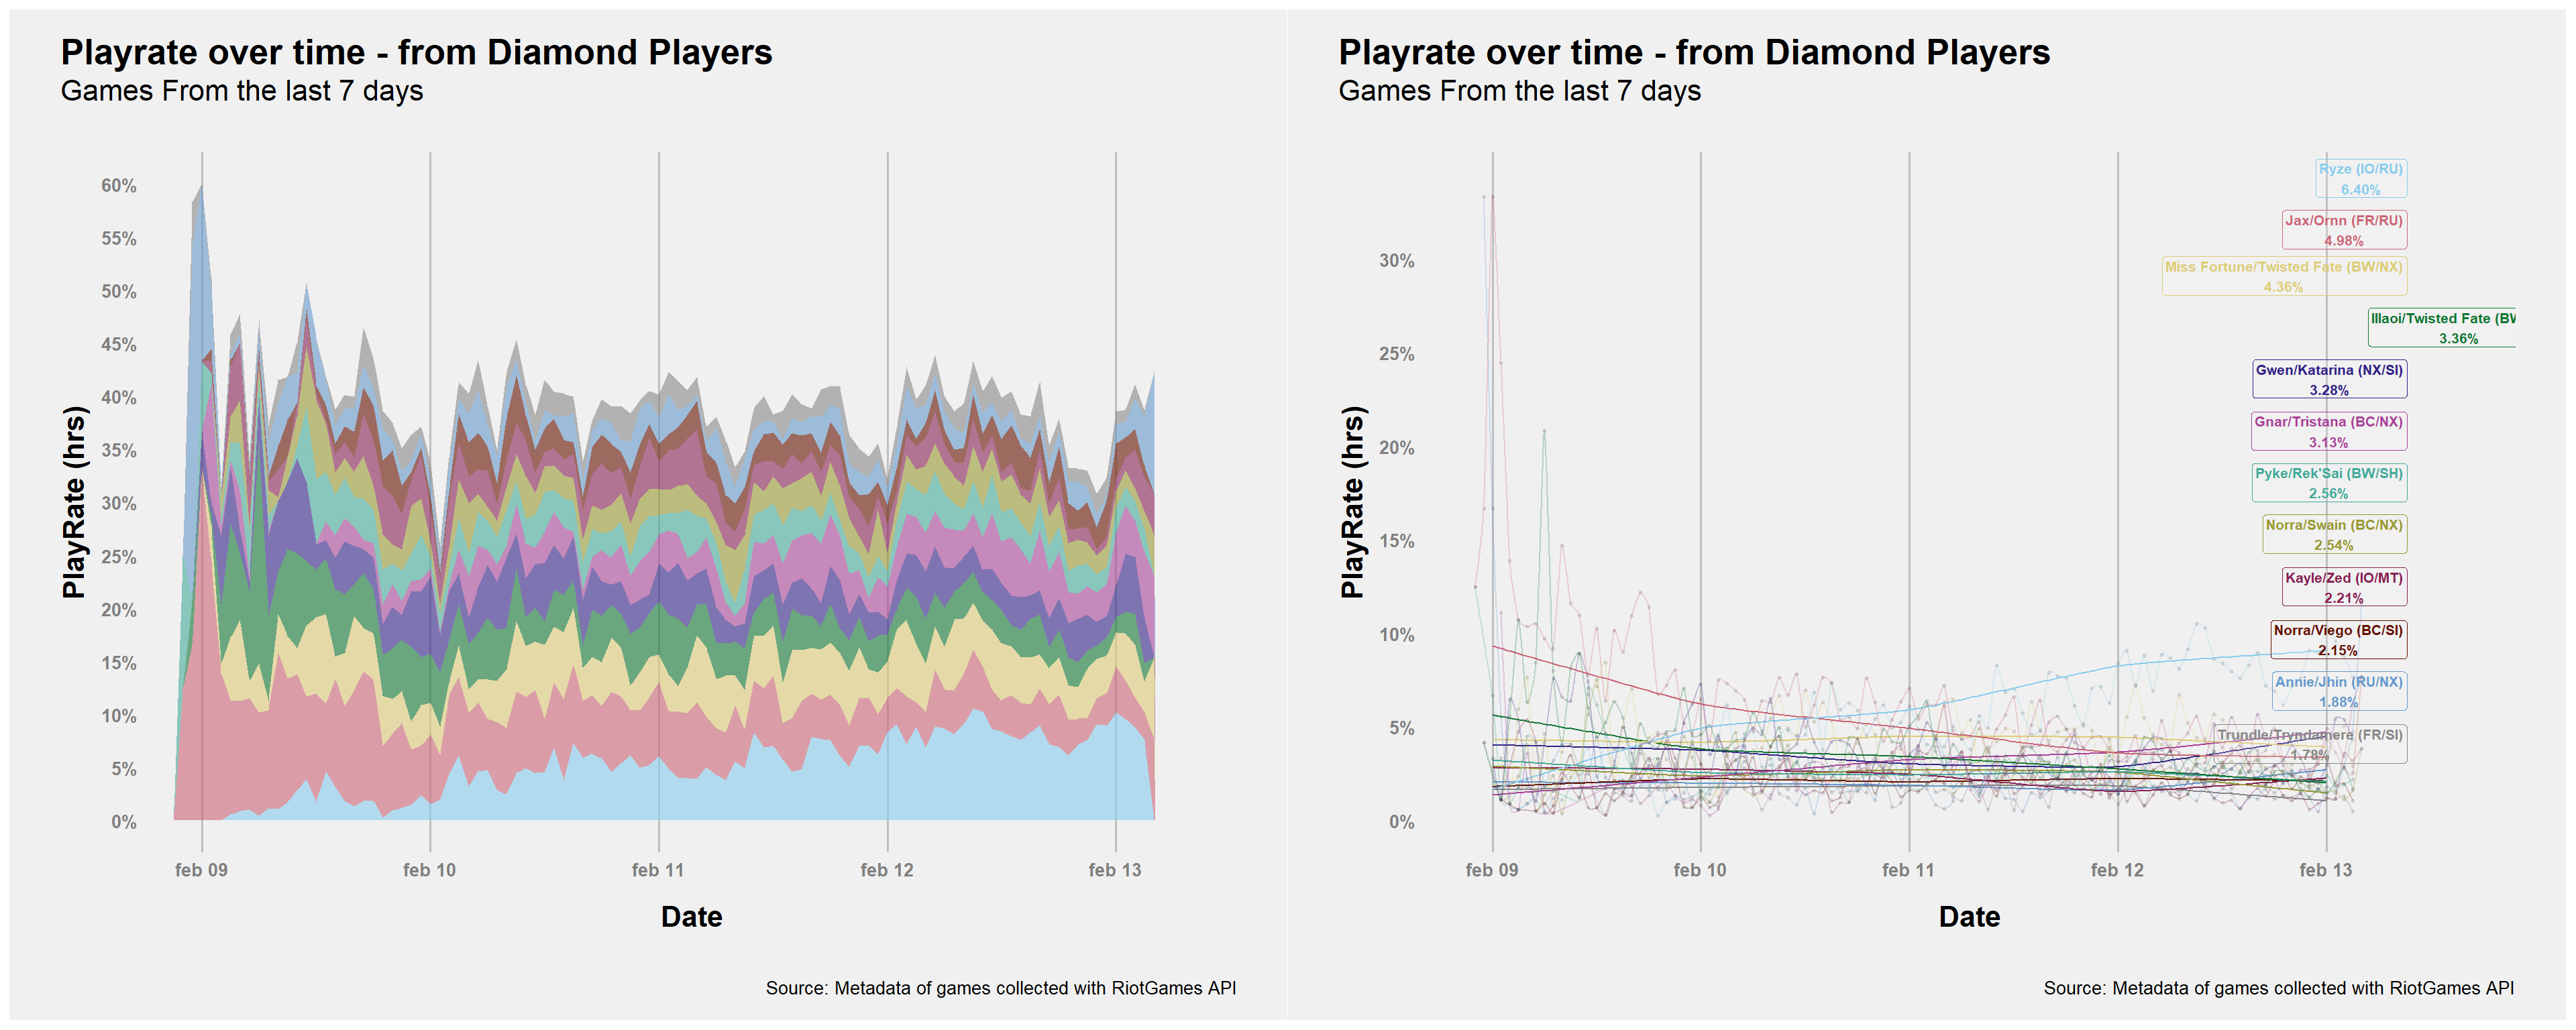 Playrate over time - from Diamond Players
Games From the last 7 days
60%
55%
50%
45%
40%
35%
30%
25%
20%
15%
10%
5%
0%
PlayRate (hrs)
feb 09
feb 10
feb 11
feb 12
feb 13
Date
Source: Metadata of games collected with RiotGames API
Playrate over time - from Diamond Players
Games From the last 7 days
30%
25%
20%
15%
10%
5%
0%
PlayRate (hrs)
Ryze (IO/RU)
6.40%
Jax/Ornn (FR/RU)
4.98%
Miss Fortune/Twisted Fate (BW/NX)
4.36%
Illaoi/Twisted Fate (BW
3.36%
Gwen/Katarina (NX/SI)
3.28%
Gnar/Tristana (BC/NX)
3.13%
Pyke/Rek'Sai (BW/SH)
2.56%
Norra/Swain (BC/NX)
2.54%
Kayle/Zed (IO/MT)
2.21%
Norra/Viego (BC/SI)
2.15%
Annie/Jhin (RU/NX)
1.88%
Trundle/Tryndamere (FR/SI)
1.78%
feb 09
feb 10
feb 11
feb 12
feb 13
Date
Source: Metadata of games collected with RiotGames API